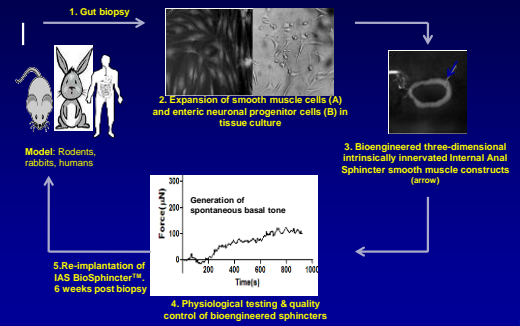 1. Gut biopsy
2. Expansion of smooth muscle cells (A)
and enteric neuronal progenitor cells (B) in
tissue culture
3. Bioengineered three-dimensional
intrinsically innervated Internal Anal
Sphincter smooth muscle constructs
(arrow)
Model: Rodents,
rabbits, humans
Generation of
spontaneous basal tone
Force(µN)
300
200
100
0
200
400
600
800
1000
Time(s)
4. Physiological testing & quality
control of bioengineered sphincters
5.Re-implantation of
IAS BioSphincter™,
6 weeks post biopsy